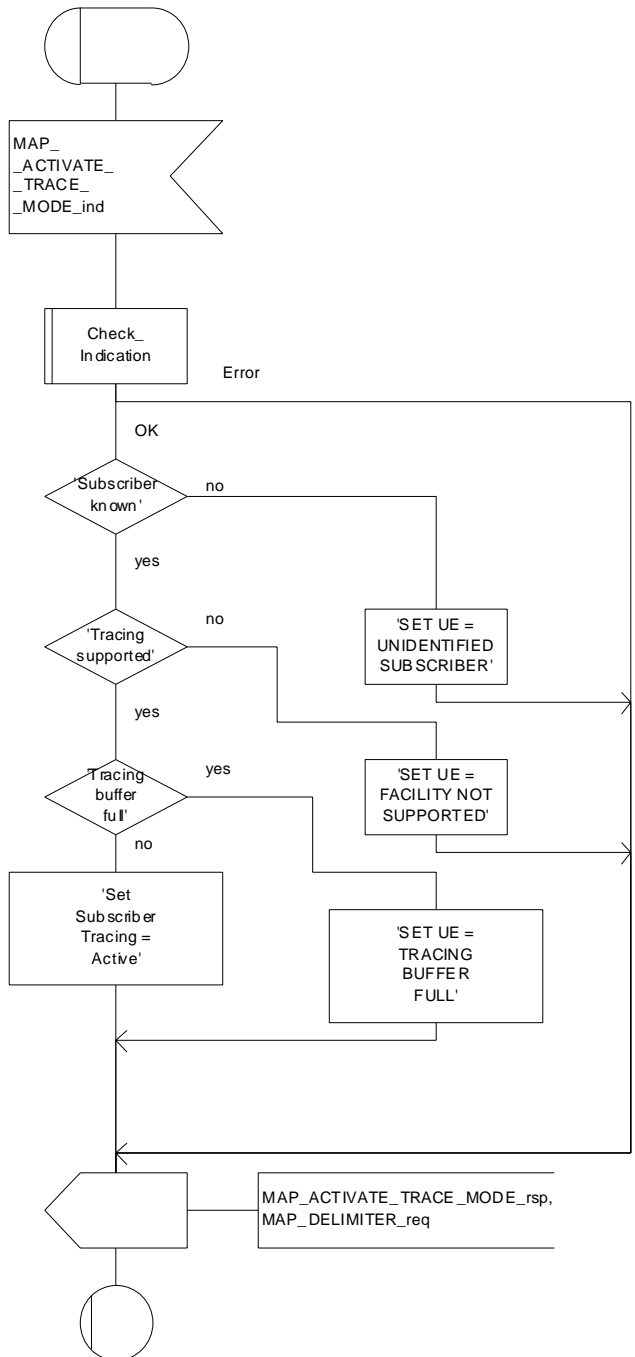 MAP_
_ACTIVATE_
_TRACE_
_MODE_ind
Check_
Indication
Error
OK
'Subscriber
known'
no
yes
'Tracing
supported'
no
'SET UE =
UNIDENTIFIED
SUBSCRIBER'
yes
'Tracing
buffer
full'
yes
'SET UE =
FACILITY NOT
SUPPORTED'
no
'Set
Subscriber
Tracing =
Active'
'SET UE =
TRACING
BUFFER
FULL'
MAP_ACTIVATE_TRACE_MODE_rsp,
MAP_DELIMITER_req